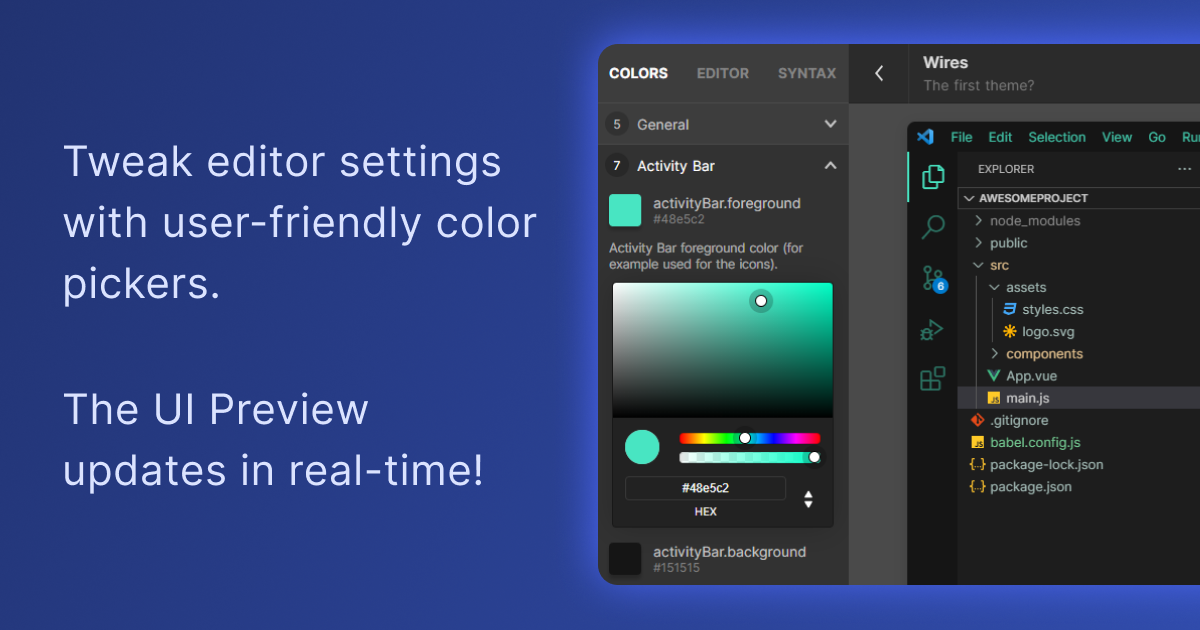 Tweak editor settings
with user-friendly color
pickers.
The UI Preview
updates in real-time!
COLORS EDITOR SYNTAX
5 General
7 Activity Bar
activityBar.foreground
#48e5c2
Activity Bar foreground color (for
example used for the icons).
#48e5c2
HEX
activityBar.background
#151515
Wires
The first theme?
File Edit Selection View Go Ru
EXPLORER ...
AWESOMEPROJECT
node_modules
public
src
assets
styles.css
logo.svg
components
App.vue
JS main.js
.gitignore
JS babel.config.js
{..} package-lock.json
{..} package.json
6